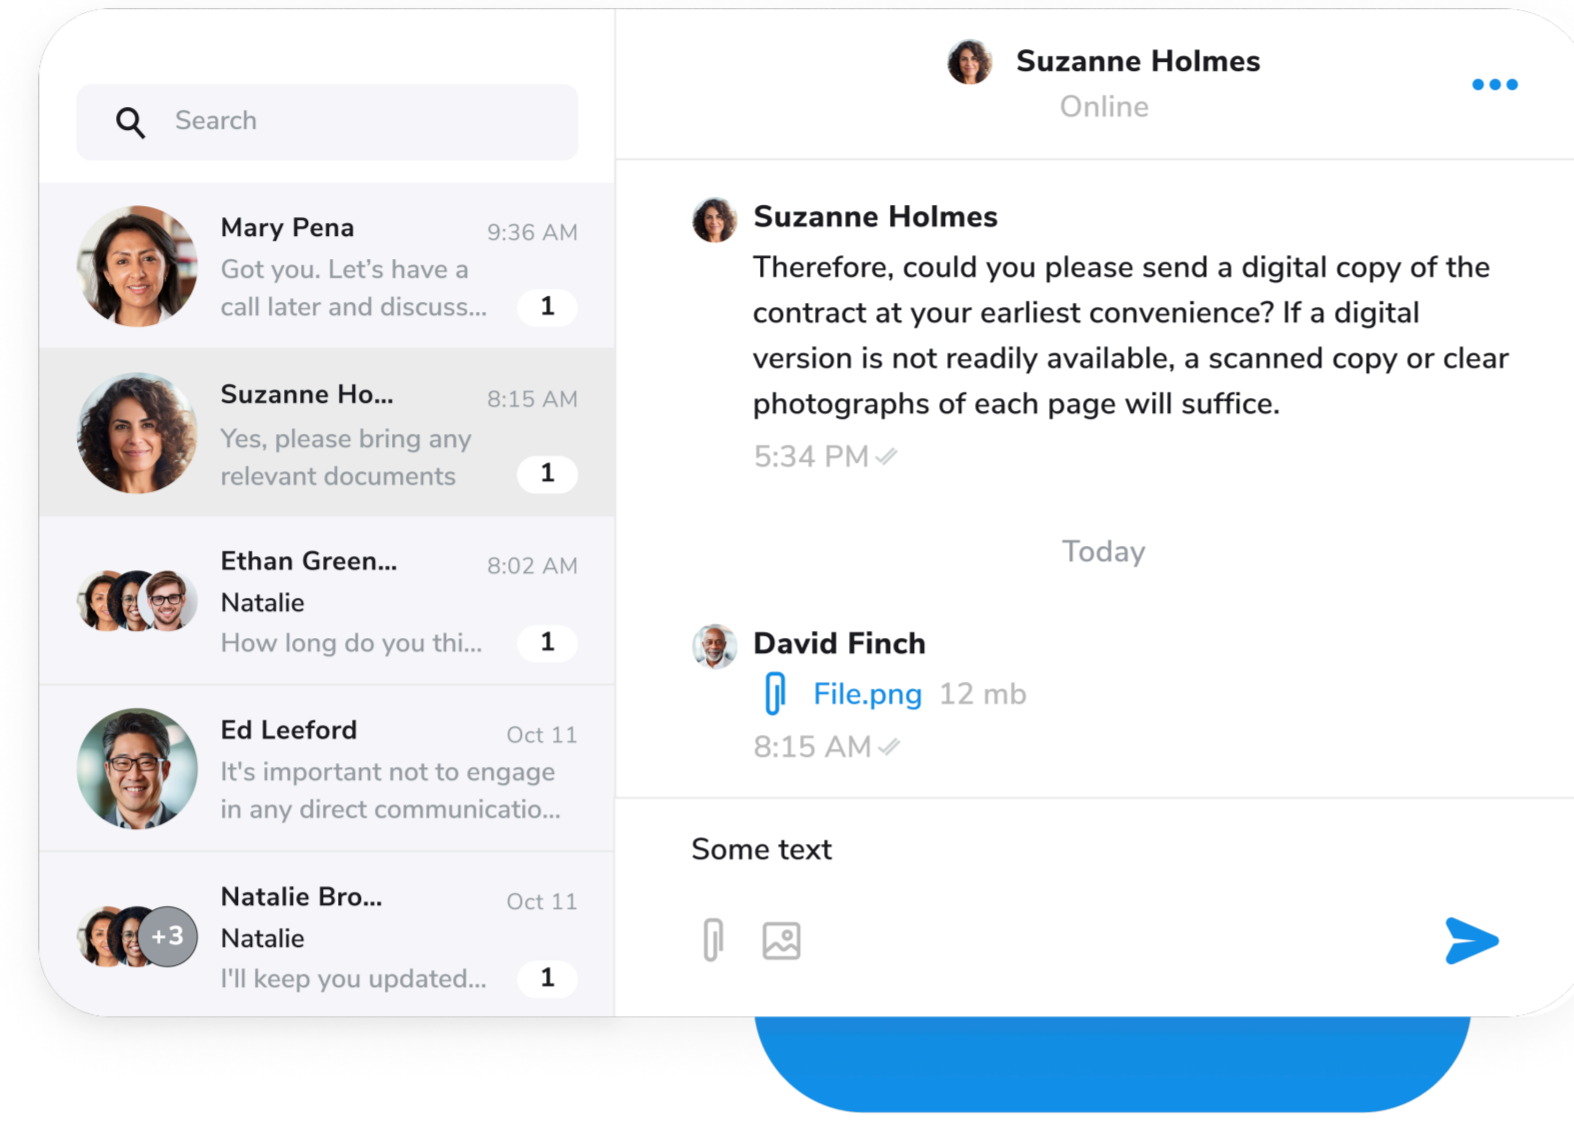 Search
Mary Pena
9:36 AM
Got you. Let’s have a
call later and discuss...
1
Suzanne Ho...
8:15 AM
Yes, please bring any
relevant documents
1
Ethan Green...
8:02 AM
Natalie
How long do you thi...
1
Ed Leeford
Oct 11
It's important not to engage
in any direct communicatio...
Natalie Bro...
Oct 11
+3
Natalie
I'll keep you updated...
1
Suzanne Holmes
Online
Suzanne Holmes
Therefore, could you please send a digital copy of the
contract at your earliest convenience? If a digital
version is not readily available, a scanned copy or clear
photographs of each page will suffice.
5:34 PM
Today
David Finch
File.png 12 mb
8:15 AM
Some text